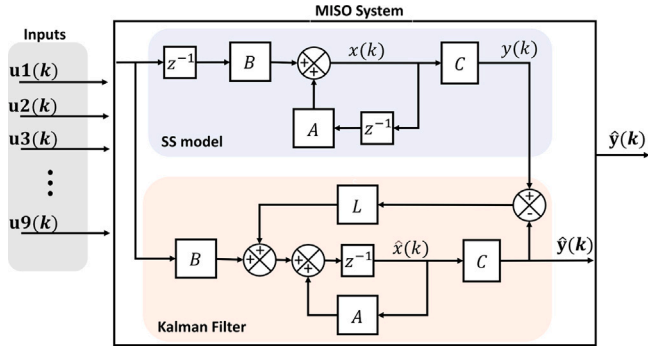 MISO System
Inputs
u1(k)
u2(k)
u3(k)
⋮
u9(k)
z⁻¹
B
+
+
x(k)
C
y(k)
A
z⁻¹
SS model
ŷ(k)
L
+
-
B
+
+
+
+
z⁻¹
x̂(k)
C
ŷ(k)
A
Kalman Filter